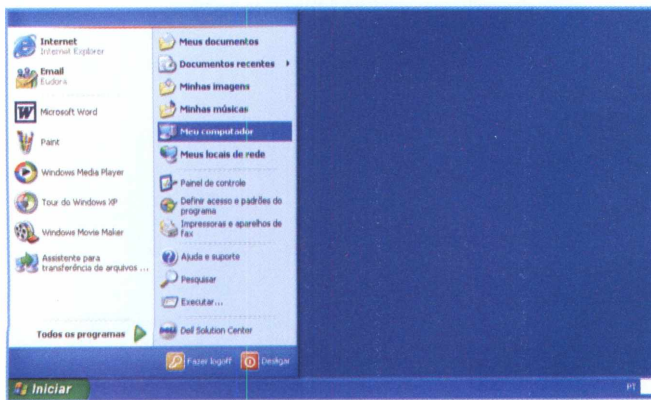 Internet
Internet Explorer
Email
Eudora
Microsoft Word
Paint
Windows Media Player
Tour do Windows XP
Windows Movie Maker
Assistente para
transferência de arquivos ...
Todos os programas
Meus documentos
Documentos recentes
Minhas imagens
Minhas músicas
Meu computador
Meus locais de rede
Painel de controle
Definir acesso e padrões do
programa
Impressoras e aparelhos de
fax
Ajuda e suporte
Pesquisar
Executar...
DELL Dell Solution Center
Fazer logoff
Desligar
Iniciar
PT